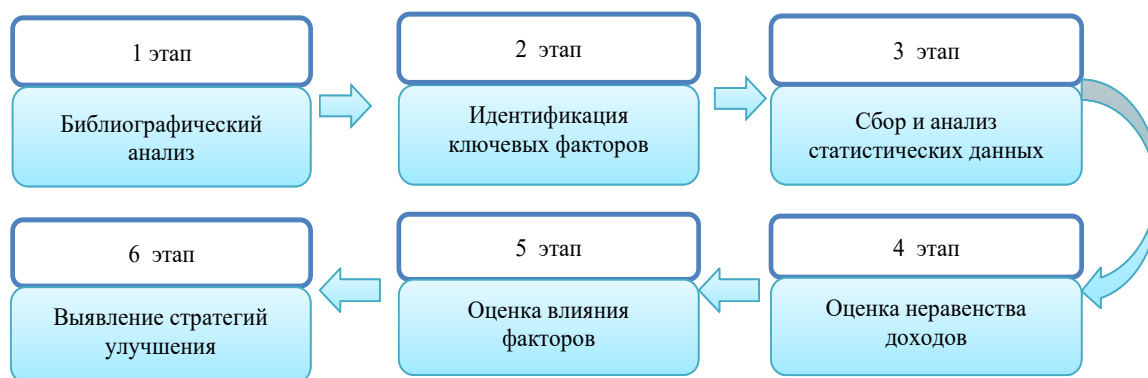 1 этап
Библиографический
анализ
2 этап
Идентификация
ключевых факторов
3 этап
Сбор и анализ
статистических данных
4 этап
Оценка неравенства
доходов
5 этап
Оценка влияния
факторов
6 этап
Выявление стратегий
улучшения